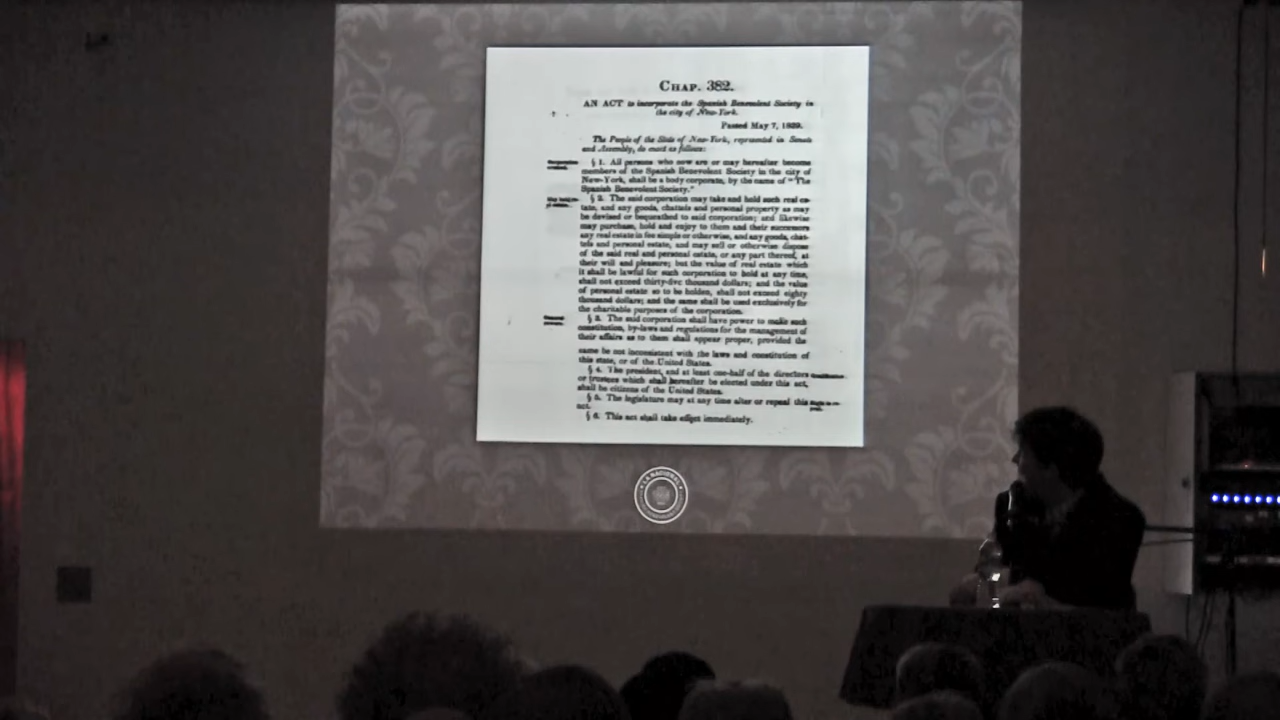 CHAP. 382.
AN ACT to incorporate the Spanish Benevolent Society in
the city of New-York.
Passed May 7, 1839.
The People of the State of New-York, represented in Senate
and Assembly, do enact as follows:
Corporation
created.
§ 1. All persons who now are or may hereafter become
members of the Spanish Benevolent Society in the city of
New-York, shall be a body corporate, by the name of "The
Spanish Benevolent Society."
§ 2. The said corporation may take and hold such real es-
tate, and any goods, chattels and personal property as may
be devised or bequeathed to said corporation; and likewise
may purchase, hold and enjoy to them and their successors
any real estate in fee simple or otherwise, and any goods, chat-
tels and personal estate, and may sell or otherwise dispose
of the said real and personal estate, or any part thereof, at
their will and pleasure; but the value of real estate which
it shall be lawful for such corporation to hold at any time,
shall not exceed thirty-five thousand dollars; and the value
of personal estate so to be holden, shall not exceed eighty
thousand dollars; and the same shall be used exclusively for
the charitable purposes of the corporation.
§ 3. The said corporation shall have power to make such
constitution, by-laws and regulations for the management of
their affairs as to them shall appear proper, provided the
same be not inconsistent with the laws and constitution of
this state, or of the United States.
§ 4. The president, and at least one-half of the directors
or trustees which shall hereafter be elected under this act,
shall be citizens of the United States.
§ 5. The legislature may at any time alter or repeal this
act.
§ 6. This act shall take effect immediately.
LA NACIONAL